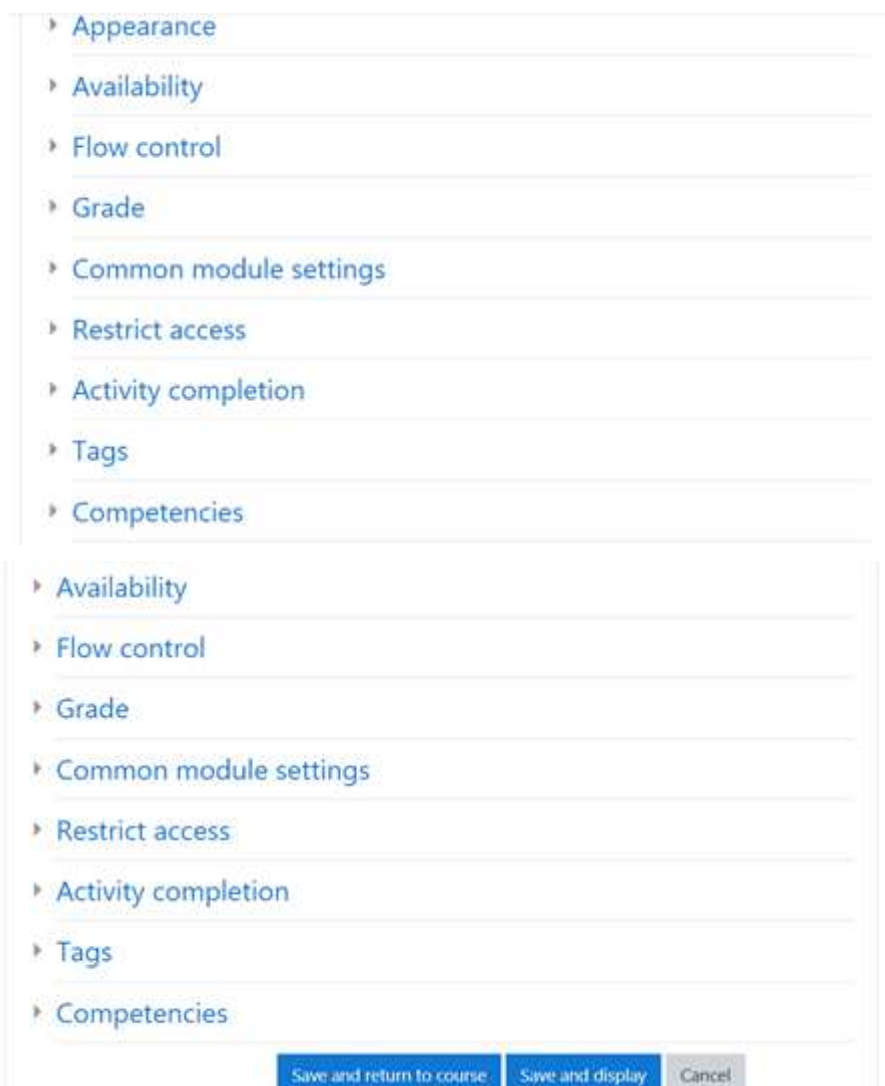 Appearance
Availability
Flow control
Grade
Common module settings
Restrict access
Activity completion
Tags
Competencies
Availability
Flow control
Grade
Common module settings
Restrict access
Activity completion
Tags
Competencies
Save and return to course Save and display Cancel